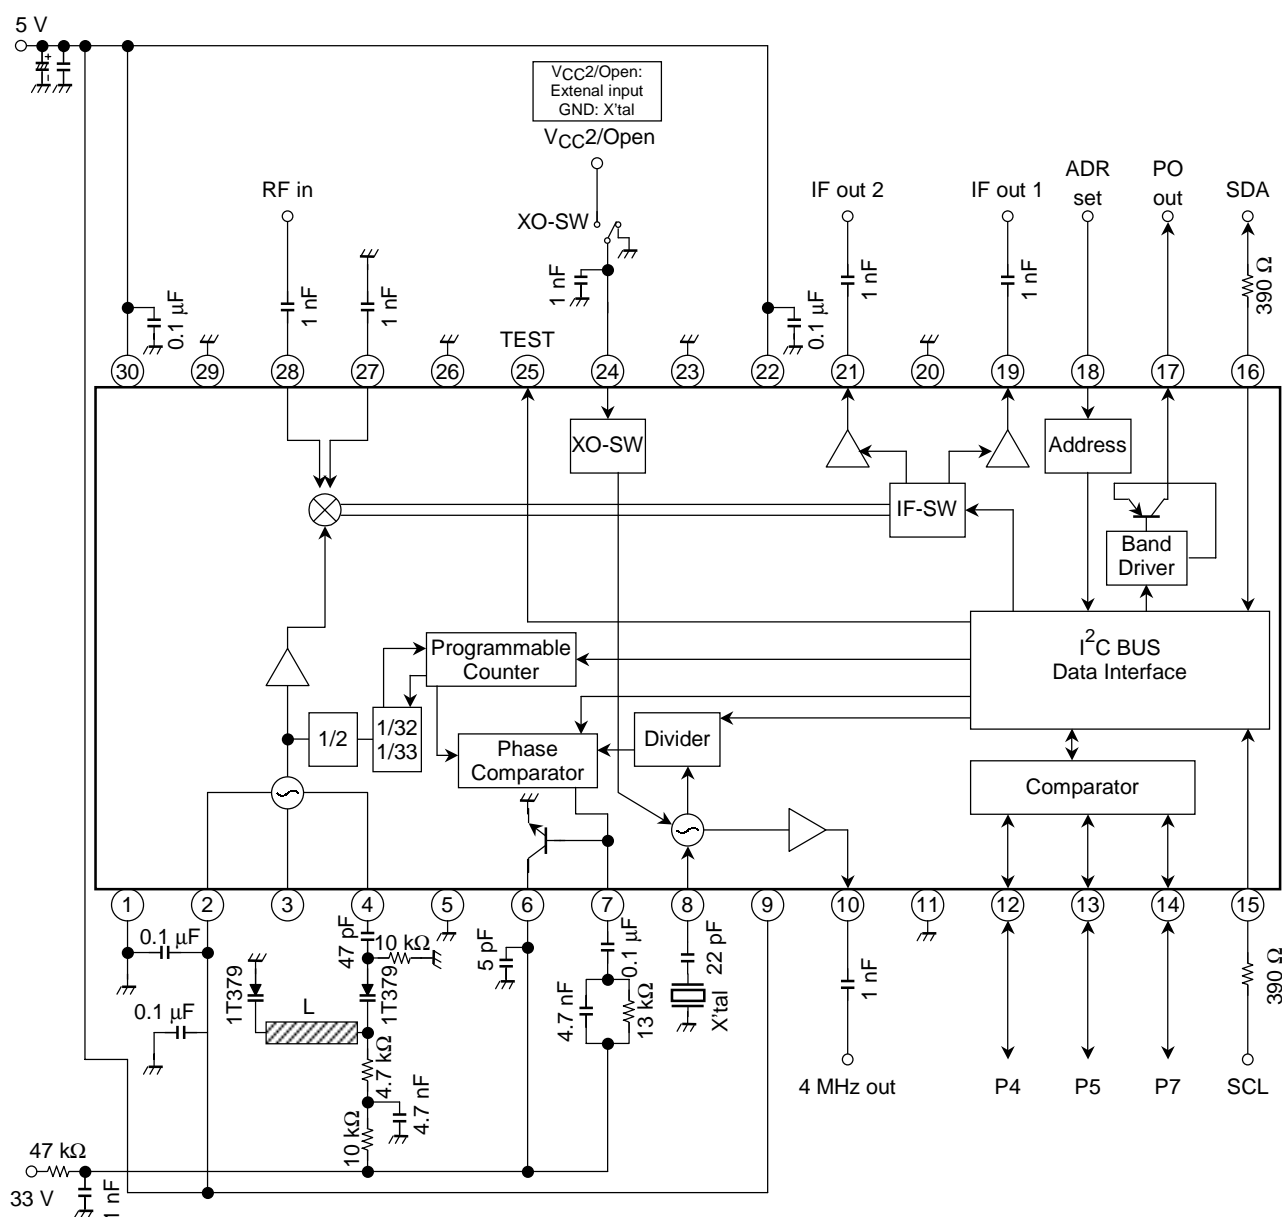 5 V
VCC2/Open:
Extenal input
GND: X'tal
VCC2/Open
RF in
XO-SW
IF out 2
IF out 1
ADR
set
PO
out
SDA
0.1 µF
1 nF
1 nF
1 nF
0.1 µF
1 nF
1 nF
390 Ω
TEST
30
29
28
27
26
25
24
23
22
21
20
19
18
17
16
XO-SW
Address
IF-SW
Band
Driver
I2C BUS
Data Interface
Programmable
Counter
1/2
1/32
1/33
Phase
Comparator
Divider
Comparator
1
2
3
4
5
6
7
8
9
10
11
12
13
14
15
0.1 µF
47 pF
10 kΩ
5 pF
0.1 µF
22 pF
1 nF
390 Ω
1T379
1T379
0.1 µF
L
4.7 nF
13 kΩ
X'tal
4.7 kΩ
4.7 nF
10 kΩ
4 MHz out
P4
P5
P7
SCL
47 kΩ
33 V
1 nF